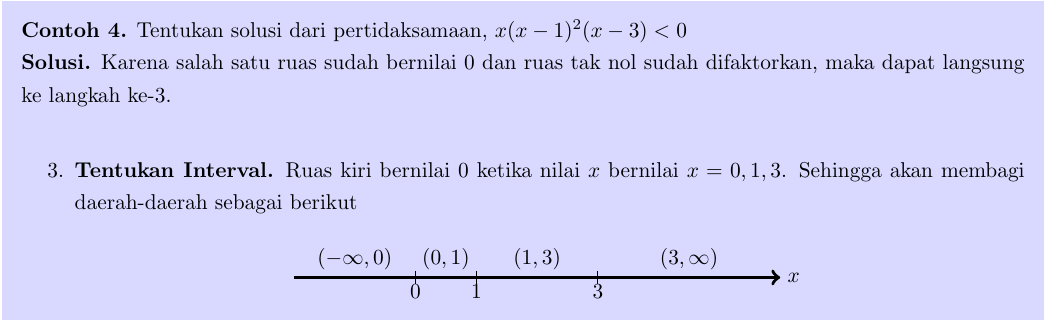 Contoh 4. Tentukan solusi dari pertidaksamaan, x(x − 1)²(x − 3) < 0
Solusi. Karena salah satu ruas sudah bernilai 0 dan ruas tak nol sudah difaktorkan, maka dapat langsung
ke langkah ke-3.
3. Tentukan Interval. Ruas kiri bernilai 0 ketika nilai x bernilai x = 0, 1, 3. Sehingga akan membagi
daerah-daerah sebagai berikut
(−∞, 0) (0, 1) (1, 3) (3, ∞)
x
0 1 3